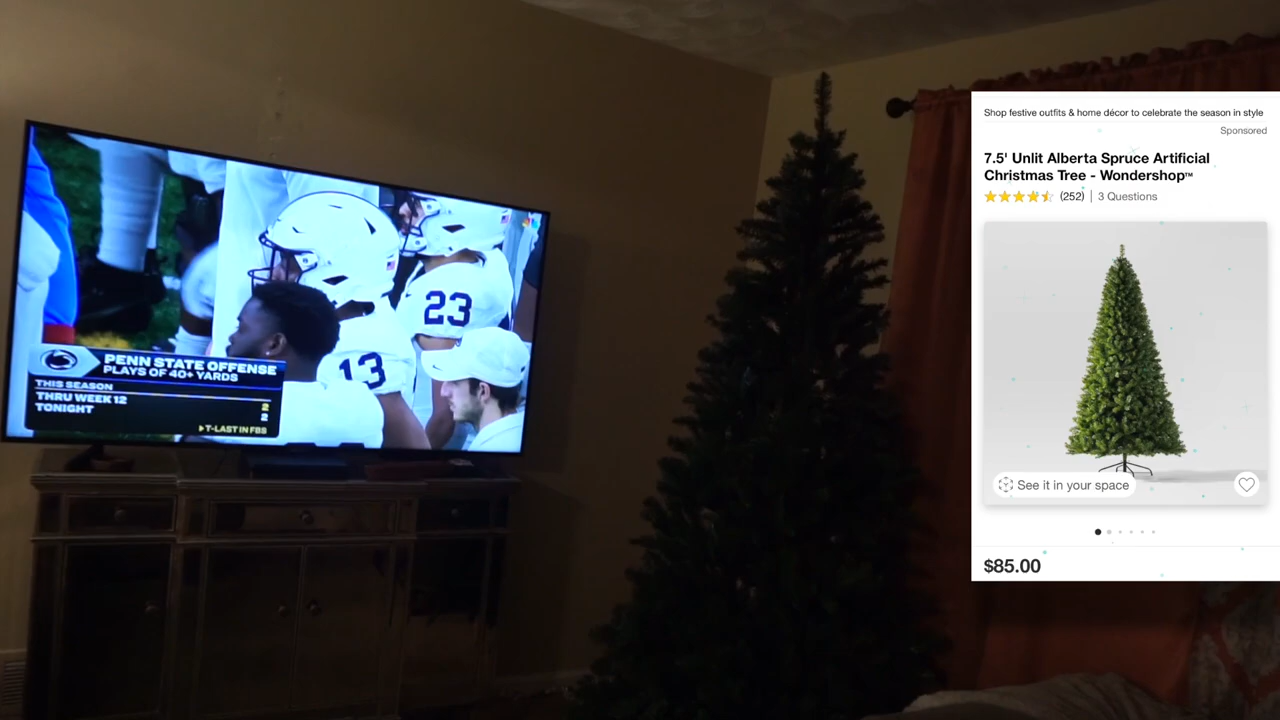 PENN STATE OFFENSE
PLAYS OF 40+ YARDS
THIS SEASON
THRU WEEK 12 2
TONIGHT 2
T-LAST IN FBS
13
23
Shop festive outfits & home décor to celebrate the season in style
Sponsored
7.5' Unlit Alberta Spruce Artificial
Christmas Tree - Wondershop™
(252) | 3 Questions
See it in your space
$85.00